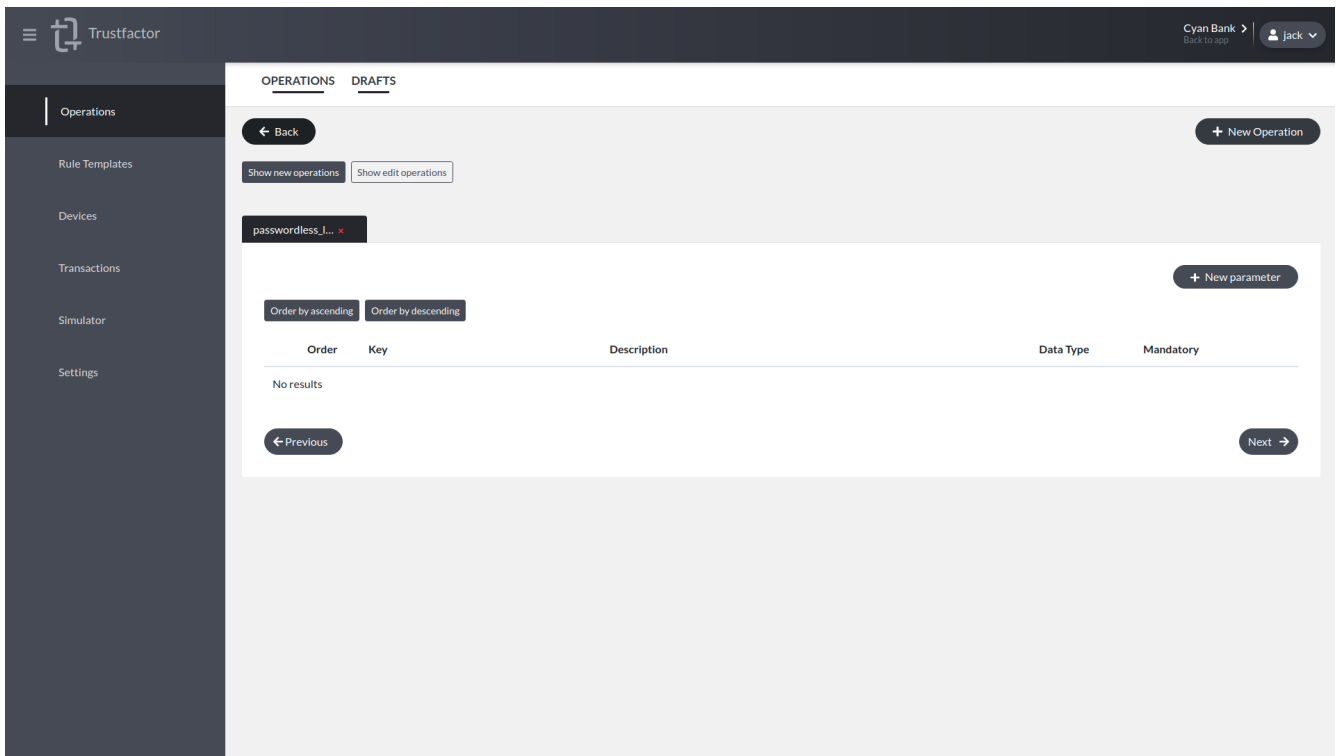 Trustfactor
Cyan Bank
Back to app
jack
OPERATIONS DRAFTS
Operations
Rule Templates
Devices
Transactions
Simulator
Settings
Back
New Operation
Show new operations Show edit operations
passwordless_l... ×
New parameter
Order by ascending Order by descending
Order Key Description Data Type Mandatory
No results
Previous Next